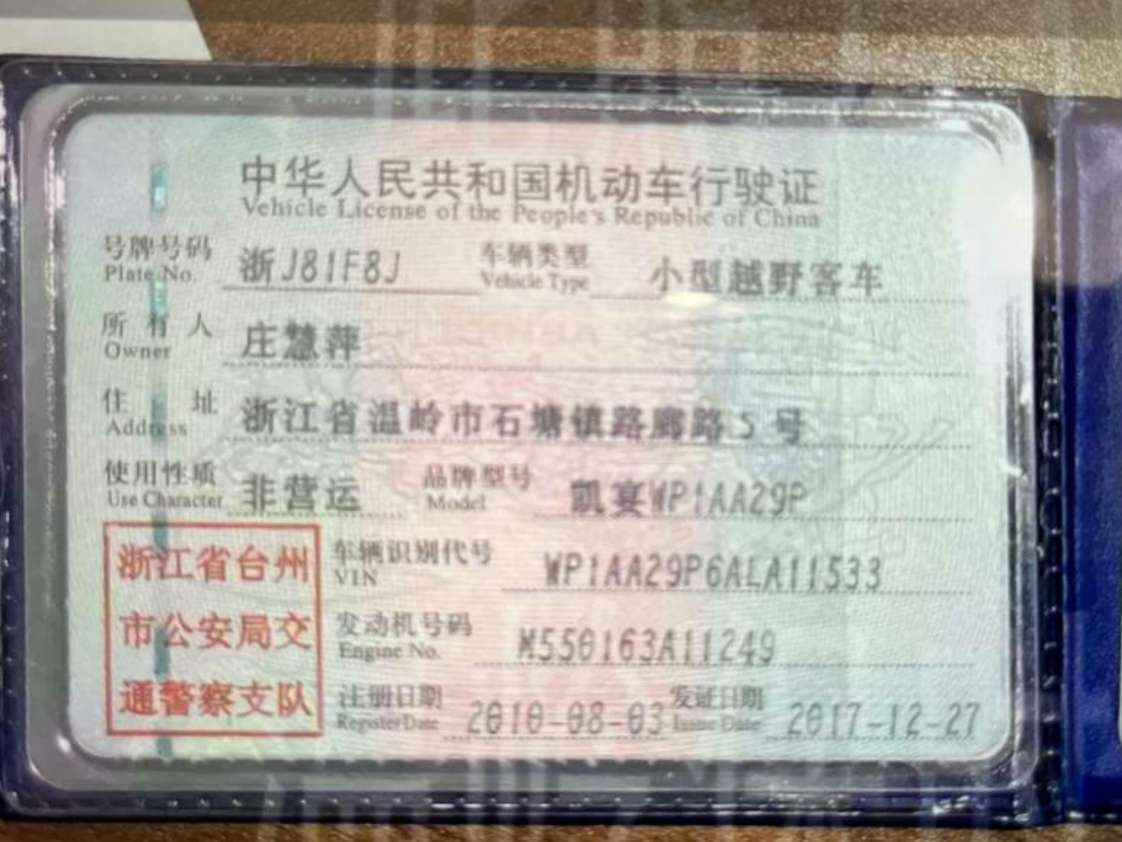 中华人民共和国机动车行驶证
Vehicle License of the People's Republic of China
号牌号码 浙J81F8J 车辆类型 小型越野客车
Plate No. Vehicle Type
所有人 庄慧萍
Owner
住址 浙江省温岭市石塘镇路廊路5号
Address
使用性质 非营运 品牌型号 凯宴WP1AA29P
Use Character Model
浙江省台州
市公安局交
通警察支队
车辆识别代号 WP1AA29P6ALA11533
VIN
发动机号码 M550163A11249
Engine No.
注册日期 2010-08-03 发证日期 2017-12-27
Register Date Issue Date